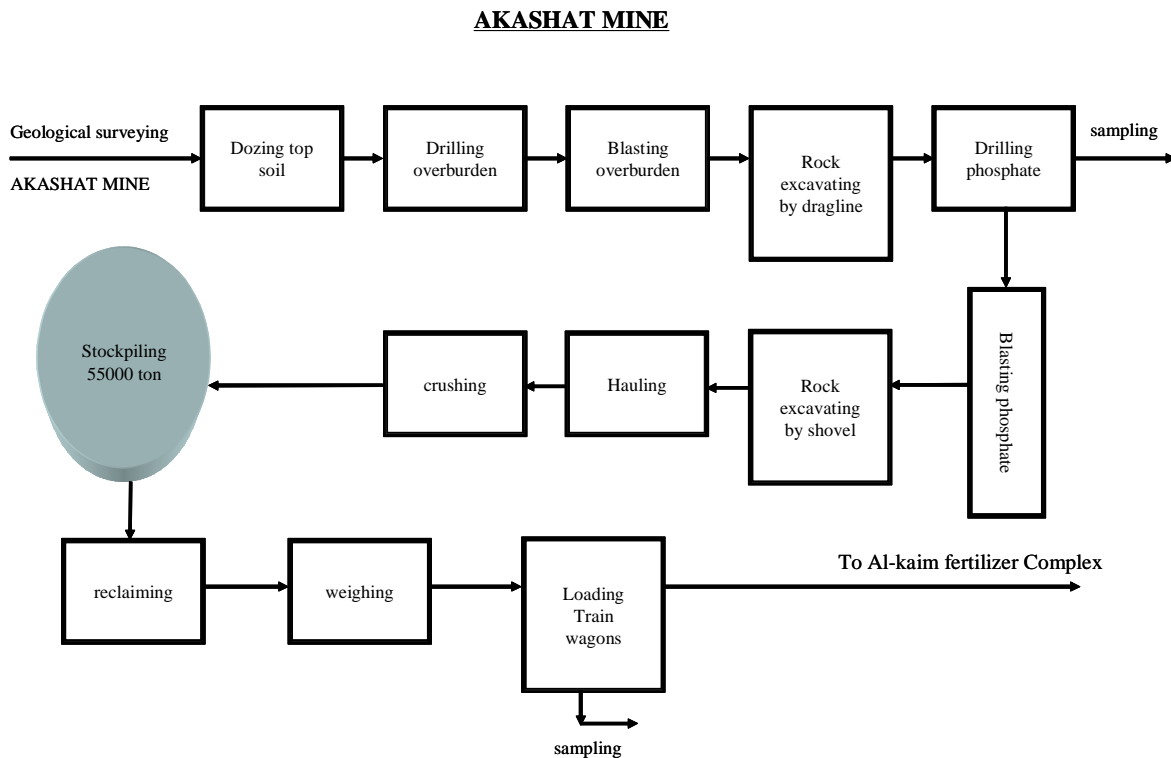 AKASHAT MINE
Geological surveying
AKASHAT MINE
Dozing top
soil
Drilling
overburden
Blasting
overburden
Rock
excavating
by dragline
Drilling
phosphate
sampling
Blasting phosphate
Rock
excavating
by shovel
Hauling
crushing
Stockpiling
55000 ton
reclaiming
weighing
Loading
Train
wagons
To Al-kaim fertilizer Complex
sampling